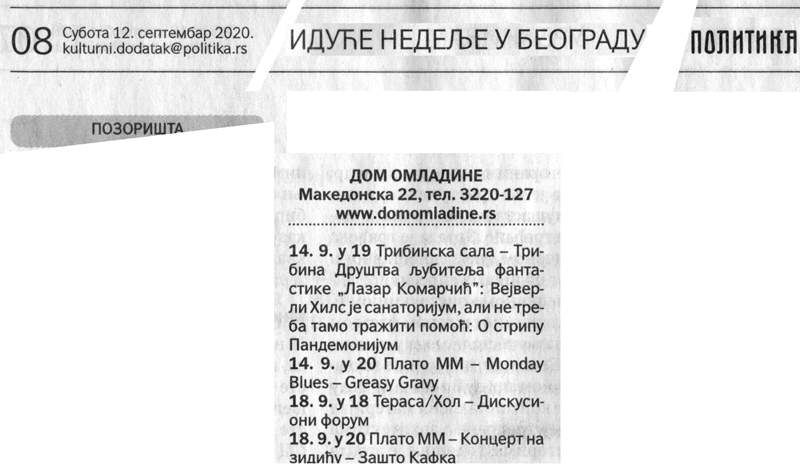 08 Субота 12. септембар 2020.
kulturni.dodatak@politika.rs
ИДУЋЕ НЕДЕЉЕ У БЕОГРАДУ
ПОЛИТИКА
ПОЗОРИШТА
ДОМ ОМЛАДИНЕ
Македонска 22, тел. 3220-127
www.domomladine.rs
14. 9. у 19 Трибинска сала – Три-
бина Друштва љубитеља фанта-
стике „Лазар Комарчић”: Вејвер-
ли Хилс је санаторијум, али не тре-
ба тамо тражити помоћ: О стрипу
Пандемонијум
14. 9. у 20 Плато ММ – Monday
Blues – Greasy Gravy
18. 9. у 18 Тераса/Хол – Дискуси-
они форум
18. 9. у 20 Плато ММ – Концерт на
зидићу – Зашто Кафка